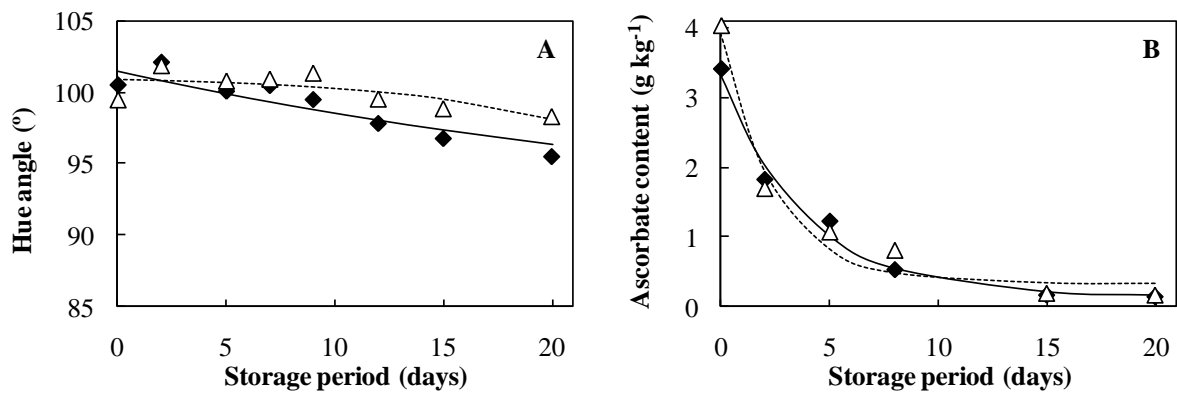 105
100
95
90
85
Hue angle (º)
A
0 5 10 15 20
Storage period (days)
4
3
2
1
0
Ascorbate content (g kg-1)
B
0 5 10 15 20
Storage period (days)